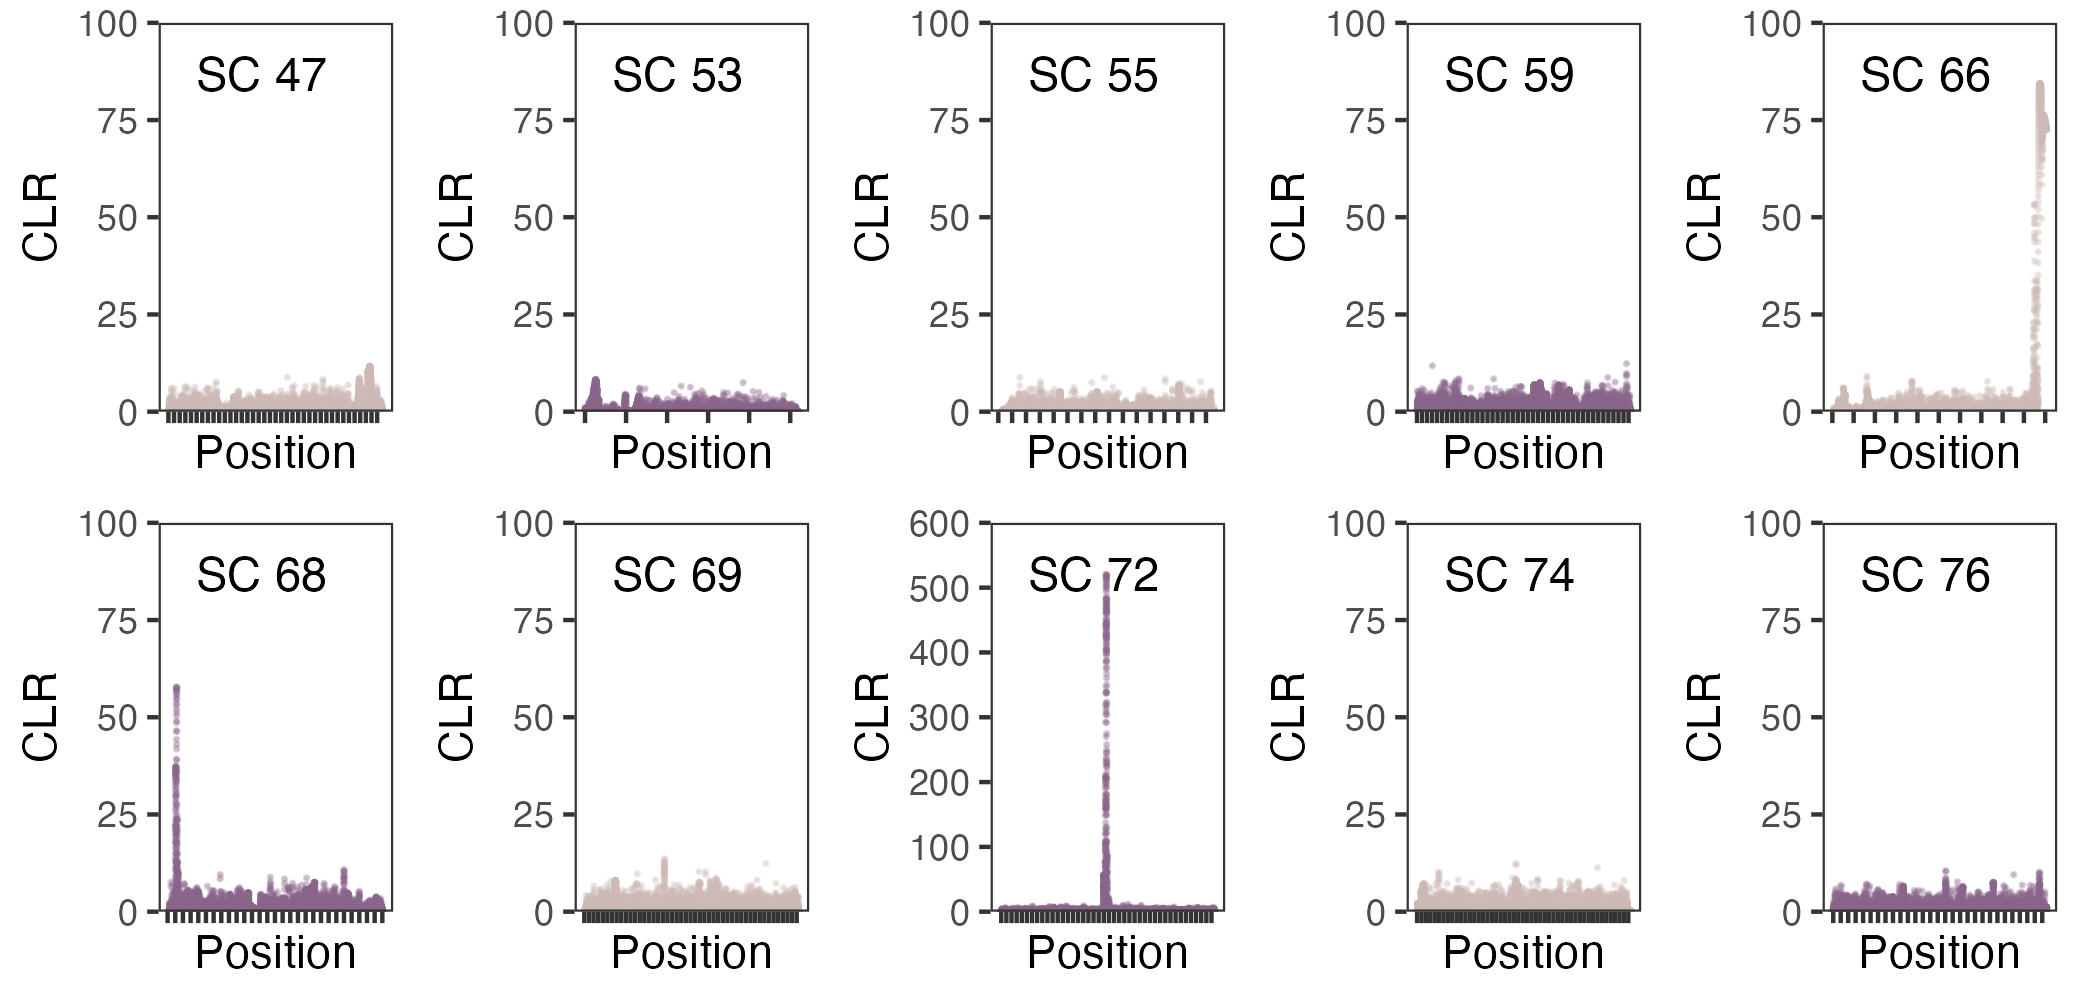 100 100 100 100 100
SC 47 SC 53 SC 55 SC 59 SC 66
75 75 75 75 75
CLR CLR CLR CLR CLR
50 50 50 50 50
25 25 25 25 25
0 0 0 0 0
Position Position Position Position Position
100 100 600 100 100
SC 68 SC 69 SC 72 SC 74 SC 76
500
75 75 75 75
400
CLR CLR CLR CLR CLR
50 50 300 50 50
200
25 25 25 25
100
0 0 0 0 0
Position Position Position Position Position